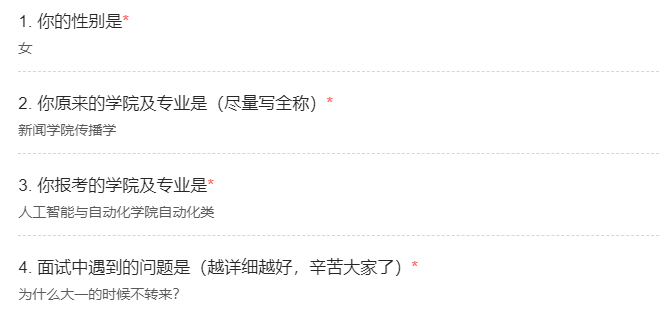 1. 你的性别是*
女
2. 你原来的学院及专业是（尽量写全称）*
新闻学院传播学
3. 你报考的学院及专业是*
人工智能与自动化学院自动化类
4. 面试中遇到的问题是（越详细越好，辛苦大家了）*
为什么大一的时候不转来？